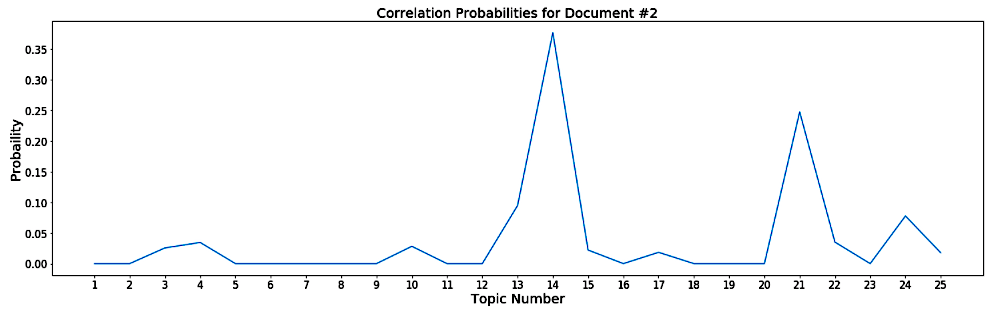 Correlation Probabilities for Document #2
0.35
0.30
0.25
0.20
0.15
0.10
0.05
0.00
Probaility
1 2 3 4 5 6 7 8 9 10 11 12 13 14 15 16 17 18 19 20 21 22 23 24 25
Topic Number